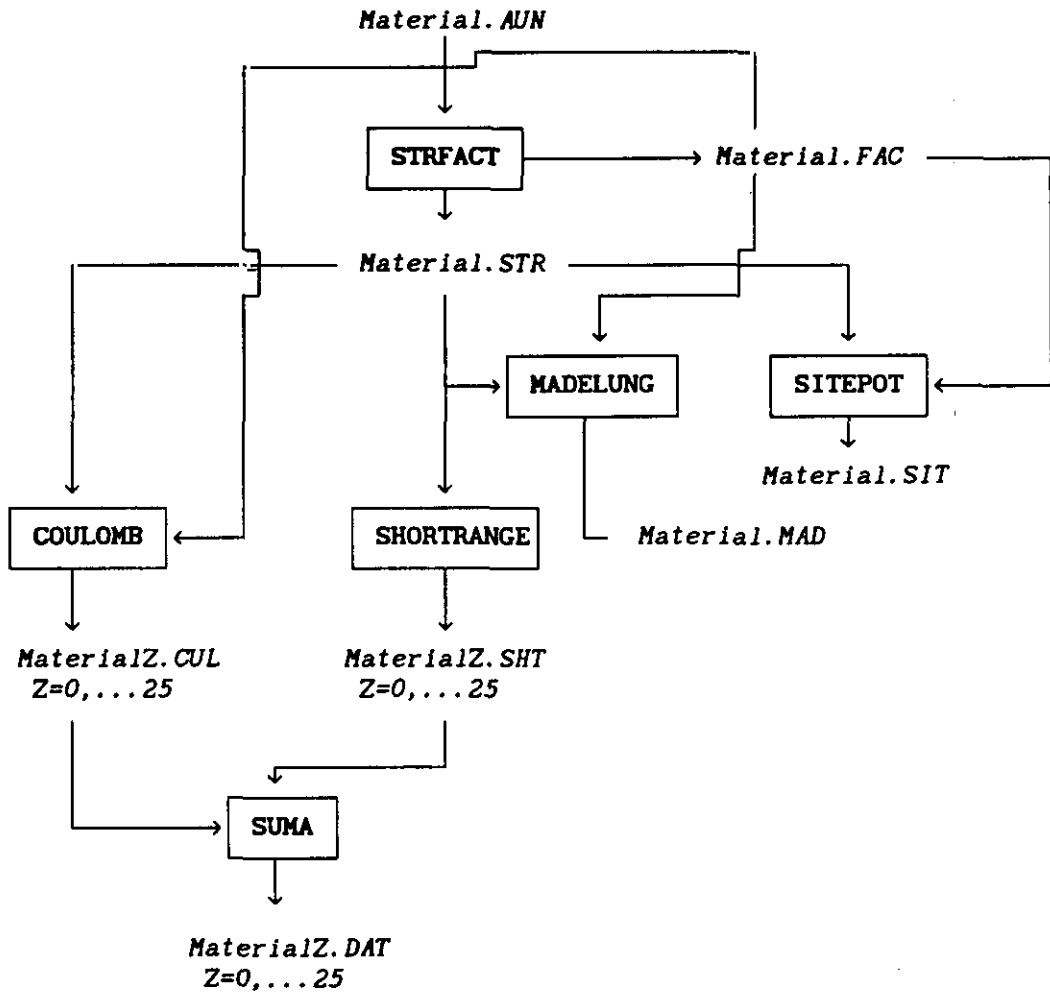 Material.AUN
STRFACT
Material.FAC
Material.STR
MADELUNG
SITEPOT
Material.SIT
COULOMB
SHORTRANGE
Material.MAD
MaterialZ.CUL
Z=0,...25
MaterialZ.SHT
Z=0,...25
SUMA
MaterialZ.DAT
Z=0,...25